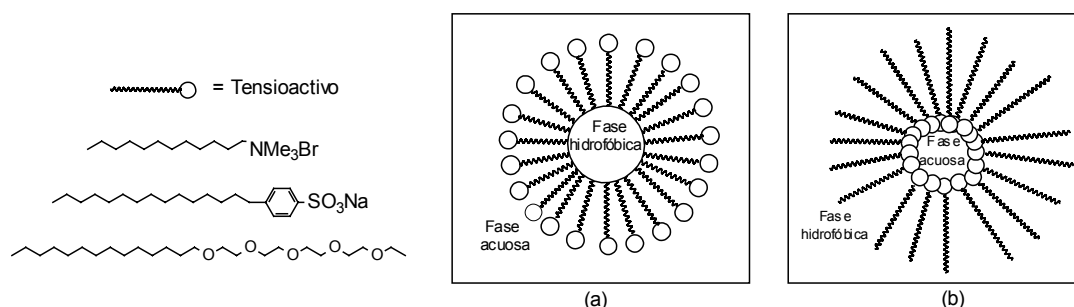 = Tensioactivo
NMe3Br
SO3Na
O O O O O
Fase
hidrofóbica
Fase
acuosa
(a)
Fase
acuosa
Fase
hidrofóbica
(b)